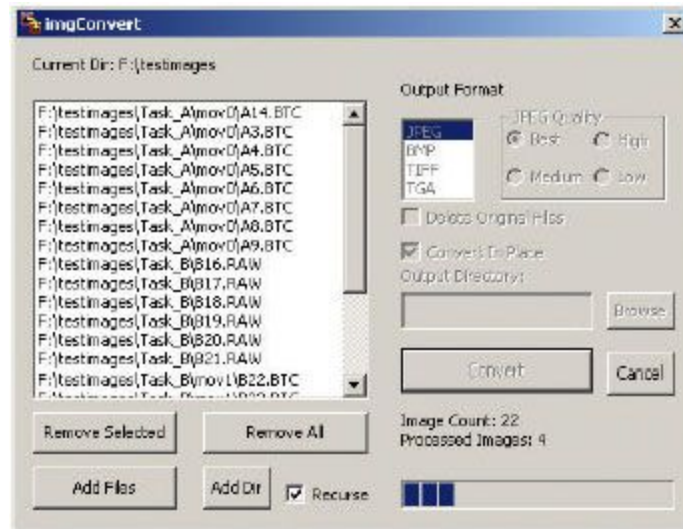 imgConvert
Current Dir: F:\testimages
F:\testimages\Task_A\mov0\A14.BTC
F:\testimages\Task_A\mov0\A3.BTC
F:\testimages\Task_A\mov0\A4.BTC
F:\testimages\Task_A\mov0\A5.BTC
F:\testimages\Task_A\mov0\A6.BTC
F:\testimages\Task_A\mov0\A7.BTC
F:\testimages\Task_A\mov0\A8.BTC
F:\testimages\Task_A\mov0\A9.BTC
F:\testimages\Task_B\B16.RAW
F:\testimages\Task_B\B17.RAW
F:\testimages\Task_B\B18.RAW
F:\testimages\Task_B\B19.RAW
F:\testimages\Task_B\B20.RAW
F:\testimages\Task_B\B21.RAW
F:\testimages\Task_B\mov1\B22.BTC
Remove Selected
Remove All
Add Files
Add Dir
Recurse
Output Format
JPEG
BMP
TIFF
TGA
JPEG Quality
Best
High
Medium
Low
Delete Original Files
Convert In Place
Output Directory:
Browse
Convert
Cancel
Image Count: 22
Processed Images: 4